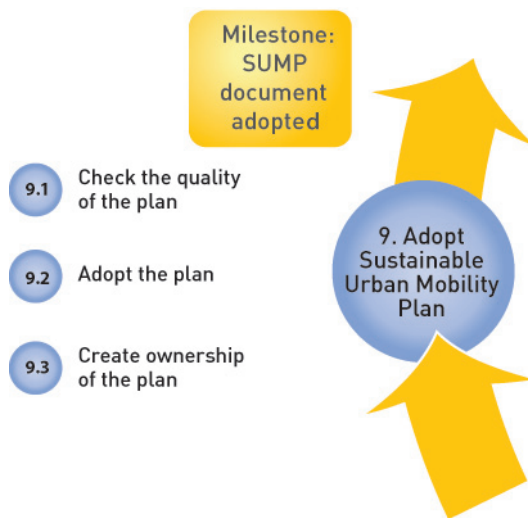 Milestone:
SUMP
document
adopted
9.1 Check the quality
of the plan
9.2 Adopt the plan
9.3 Create ownership
of the plan
9. Adopt
Sustainable
Urban Mobility
Plan